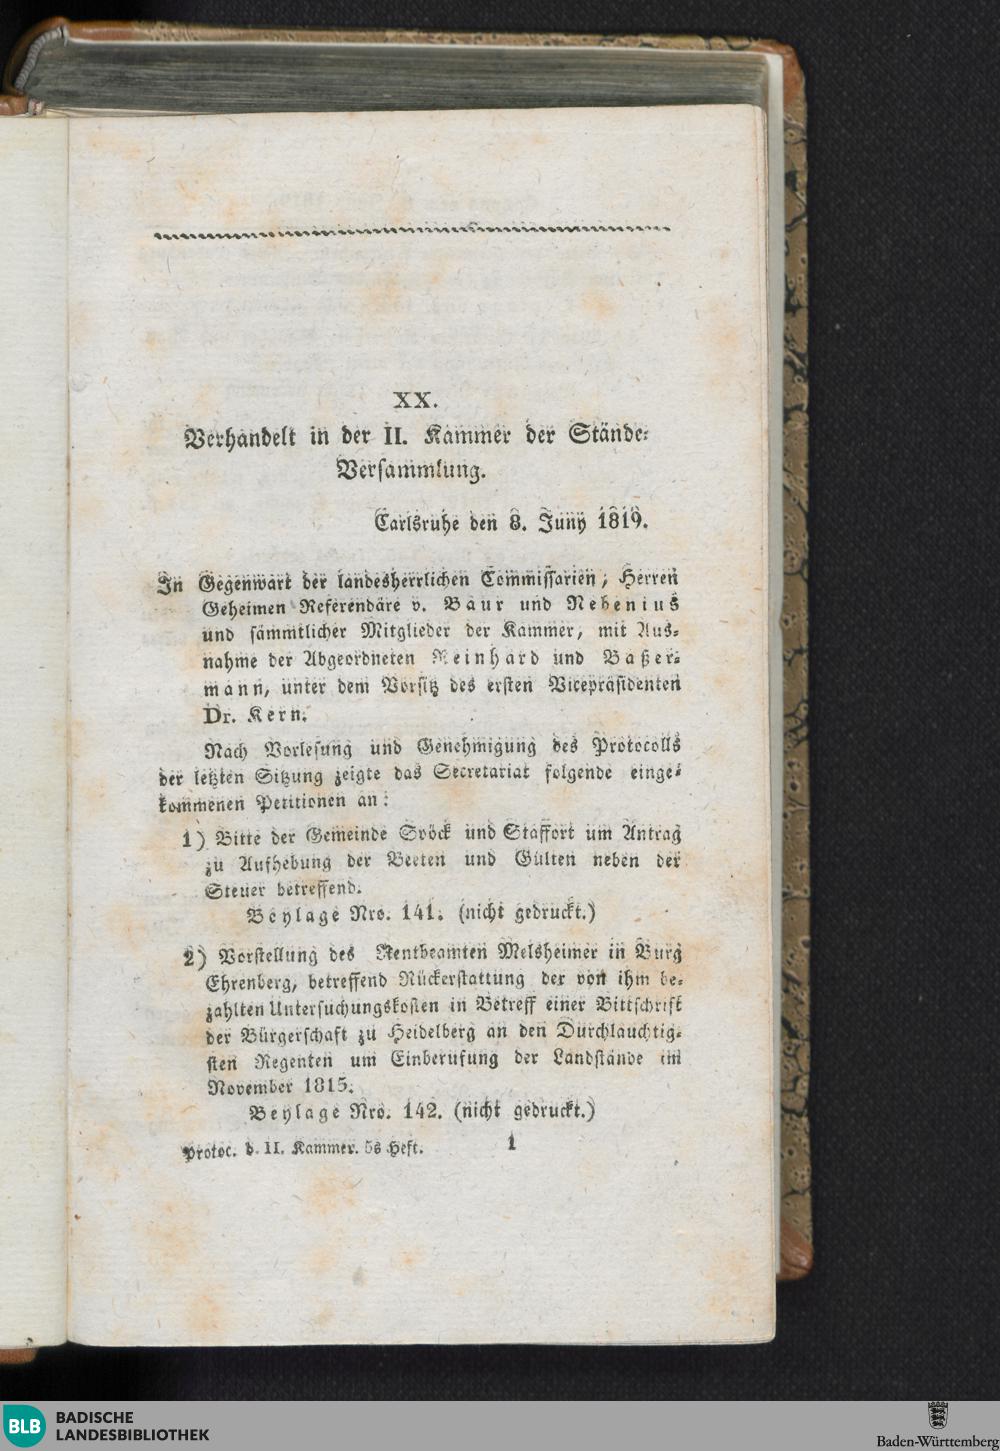 XX.
Verhandelt in der II. Kammer der Stände-
Versammlung.
Carlsruhe den 8. Juny 1819.
In Gegenwart der landesherrlichen Commissarien, Herren
Geheimen Referendäre v. Baur und Nebenius
und sämmtlicher Mitglieder der Kammer, mit Aus-
nahme der Abgeordneten Reinhard und Baßer-
mann, unter dem Vorsitz des ersten Vicepräsidenten
Dr. Kern.
Nach Vorlesung und Genehmigung des Protocolls
der letzten Sitzung zeigte das Secretariat folgende einge-
kommenen Petitionen an:
1) Bitte der Gemeinde Spöck und Staffort um Antrag
zu Aufhebung der Beeten und Gülten neben der
Steuer betreffend.
Beylage Nro. 141. (nicht gedruckt.)
2) Vorstellung des Rentbeamten Melsheimer in Burg
Ehrenberg, betreffend Rückerstattung der von ihm be-
zahlten Untersuchungskosten in Betreff einer Bittschrift
der Bürgerschaft zu Heidelberg an den Durchlauchtig-
sten Regenten um Einberufung der Landstände im
November 1815.
Beylage Nro. 142. (nicht gedruckt.)
Protoc. d. II. Kammer. 5s Heft. 1
BLB BADISCHE
LANDESBIBLIOTHEK
Baden-Württemberg